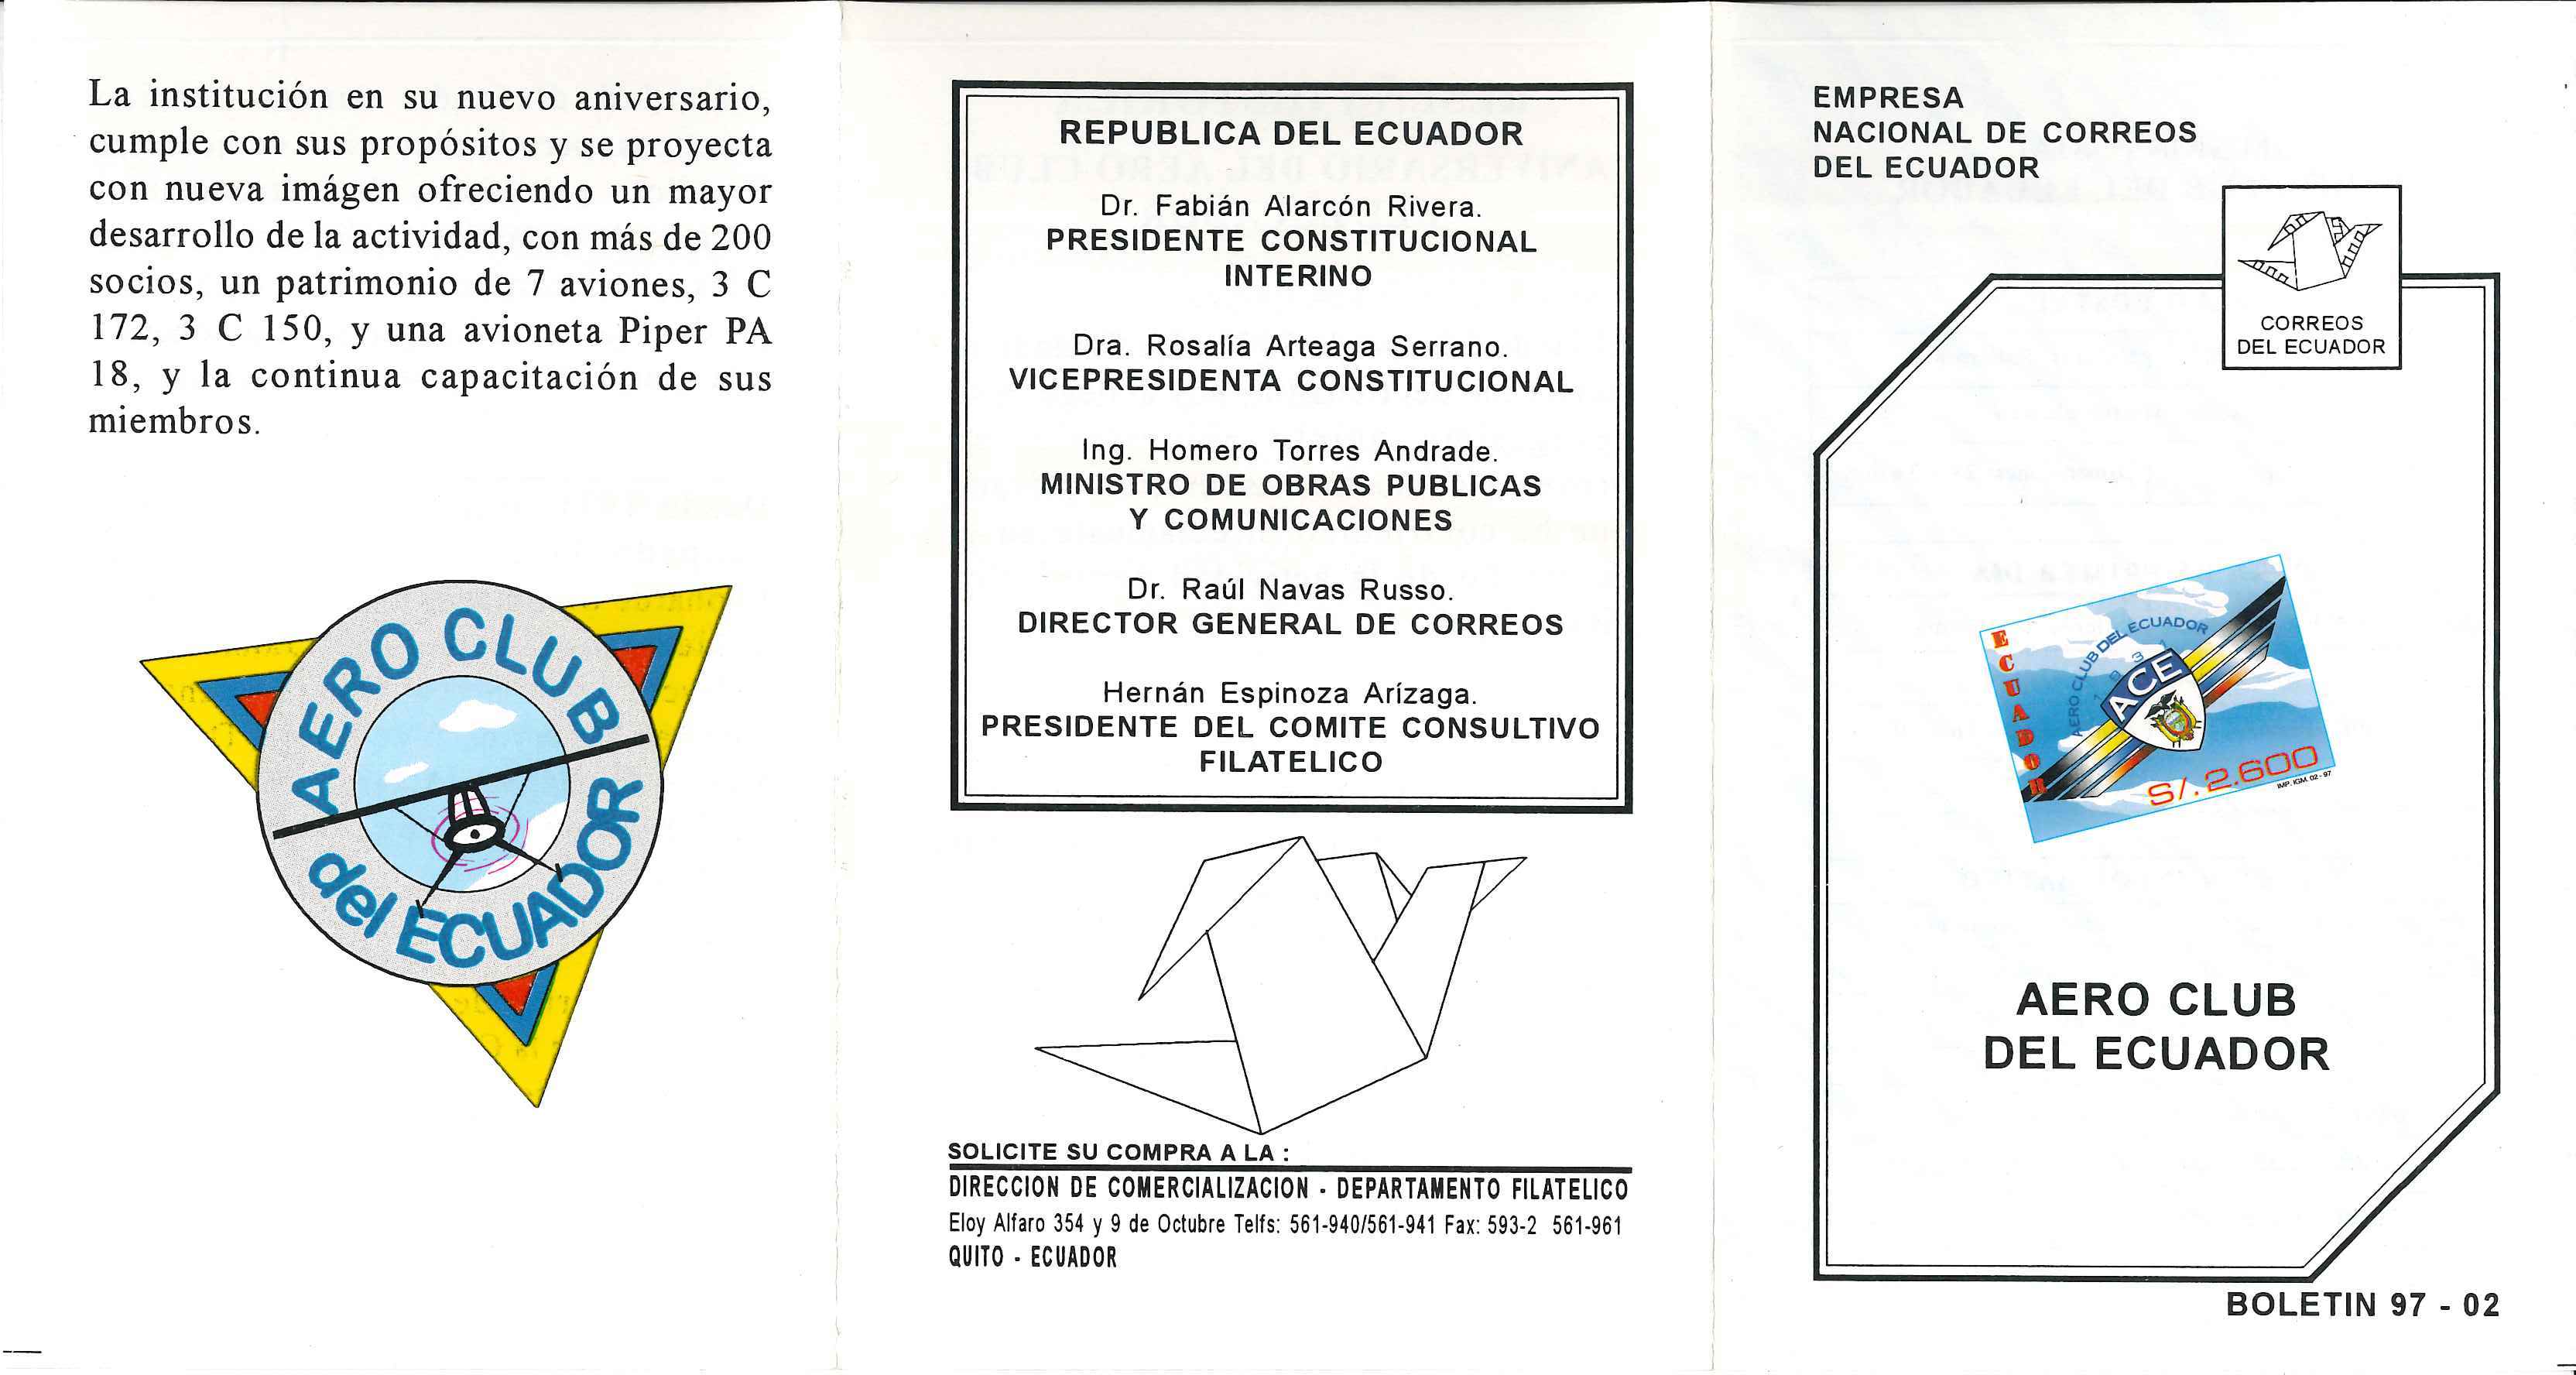 La institución en su nuevo aniversario,
cumple con sus propósitos y se proyecta
con nueva imágen ofreciendo un mayor
desarrollo de la actividad, con más de 200
socios, un patrimonio de 7 aviones, 3 C
172, 3 C 150, y una avioneta Piper PA
18, y la continua capacitación de sus
miembros.
AERO CLUB
del ECUADOR
REPUBLICA DEL ECUADOR
Dr. Fabián Alarcón Rivera.
PRESIDENTE CONSTITUCIONAL
INTERINO
Dra. Rosalía Arteaga Serrano.
VICEPRESIDENTA CONSTITUCIONAL
Ing. Homero Torres Andrade.
MINISTRO DE OBRAS PUBLICAS
Y COMUNICACIONES
Dr. Raúl Navas Russo.
DIRECTOR GENERAL DE CORREOS
Hernán Espinoza Arízaga.
PRESIDENTE DEL COMITE CONSULTIVO
FILATELICO
SOLICITE SU COMPRA A LA :
DIRECCION DE COMERCIALIZACION - DEPARTAMENTO FILATELICO
Eloy Alfaro 354 y 9 de Octubre Telfs: 561-940/561-941 Fax: 593-2 561-961
QUITO - ECUADOR
EMPRESA
NACIONAL DE CORREOS
DEL ECUADOR
CORREOS
DEL ECUADOR
ECUADOR
AERO CLUB DEL ECUADOR
1931
ACE
S/. 2.600
IMP. IGM. 02 - 97
AERO CLUB
DEL ECUADOR
BOLETIN 97 - 02